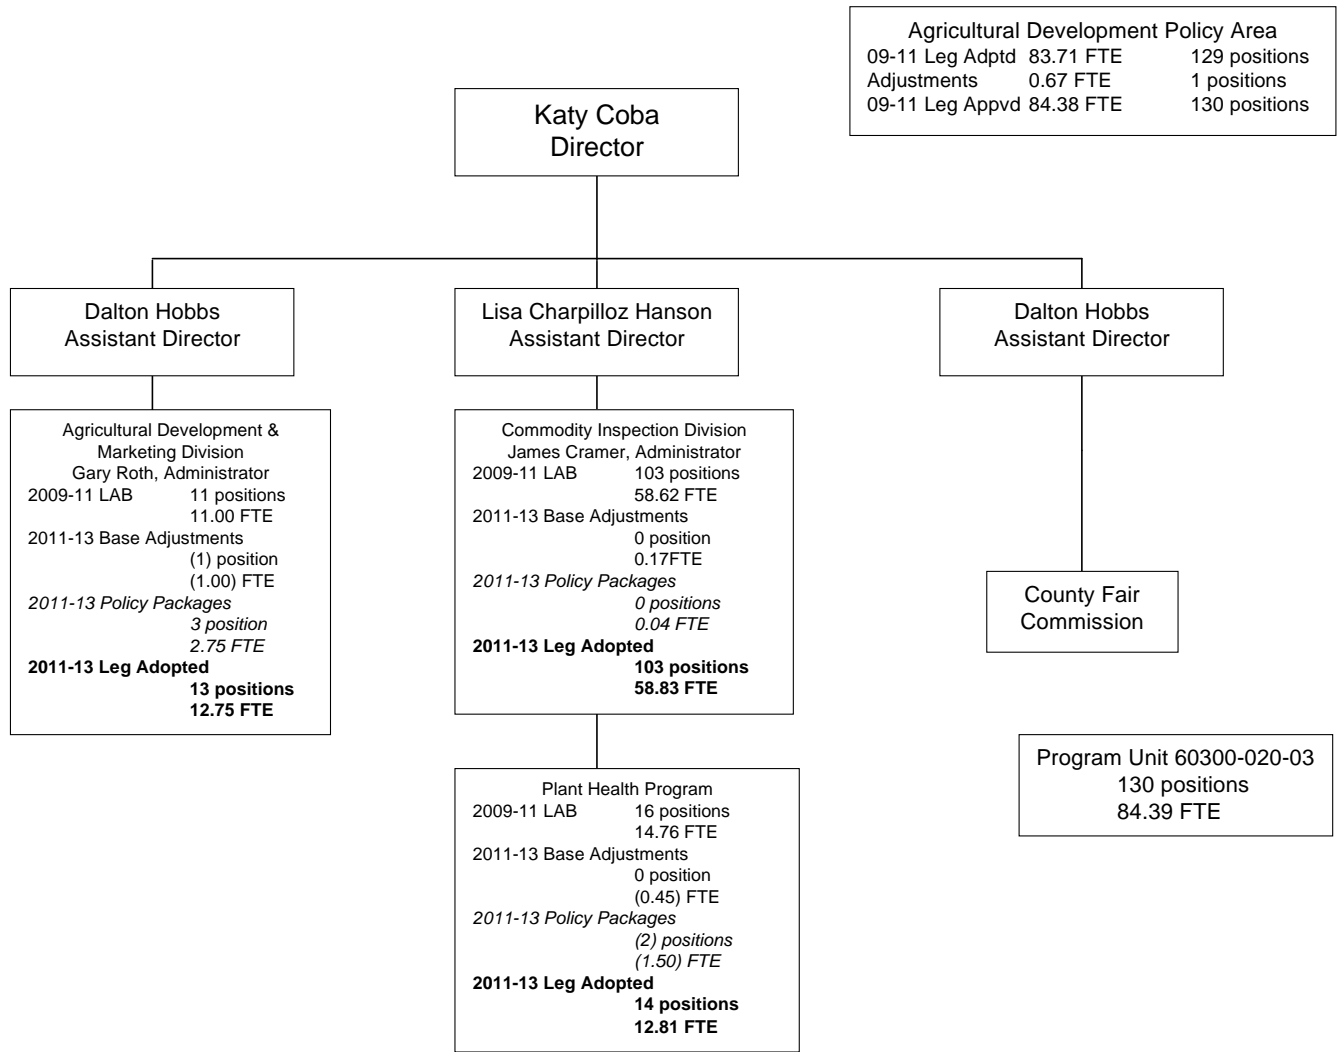 Agricultural Development Policy Area
09-11 Leg Adptd 83.71 FTE 129 positions
Adjustments 0.67 FTE 1 positions
09-11 Leg Appvd 84.38 FTE 130 positions
Katy Coba
Director
Dalton Hobbs
Assistant Director
Lisa Charpilloz Hanson
Assistant Director
Dalton Hobbs
Assistant Director
Agricultural Development &
Marketing Division
Gary Roth, Administrator
2009-11 LAB 11 positions
11.00 FTE
2011-13 Base Adjustments
(1) position
(1.00) FTE
2011-13 Policy Packages
3 position
2.75 FTE
2011-13 Leg Adopted
13 positions
12.75 FTE
Commodity Inspection Division
James Cramer, Administrator
2009-11 LAB 103 positions
58.62 FTE
2011-13 Base Adjustments
0 position
0.17FTE
2011-13 Policy Packages
0 positions
0.04 FTE
2011-13 Leg Adopted
103 positions
58.83 FTE
County Fair
Commission
Plant Health Program
2009-11 LAB 16 positions
14.76 FTE
2011-13 Base Adjustments
0 position
(0.45) FTE
2011-13 Policy Packages
(2) positions
(1.50) FTE
2011-13 Leg Adopted
14 positions
12.81 FTE
Program Unit 60300-020-03
130 positions
84.39 FTE